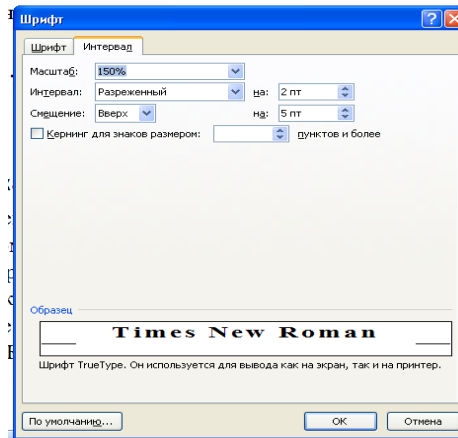 Шрифт
Шрифт Интервал
Масштаб: 150%
Интервал: Разреженный на: 2 пт
Смещение: Вверх на: 5 пт
Кернинг для знаков размером: пунктов и более
Образец
Times New Roman
Шрифт TrueType. Он используется для вывода как на экран, так и на принтер.
По умолчанию... ОК Отмена